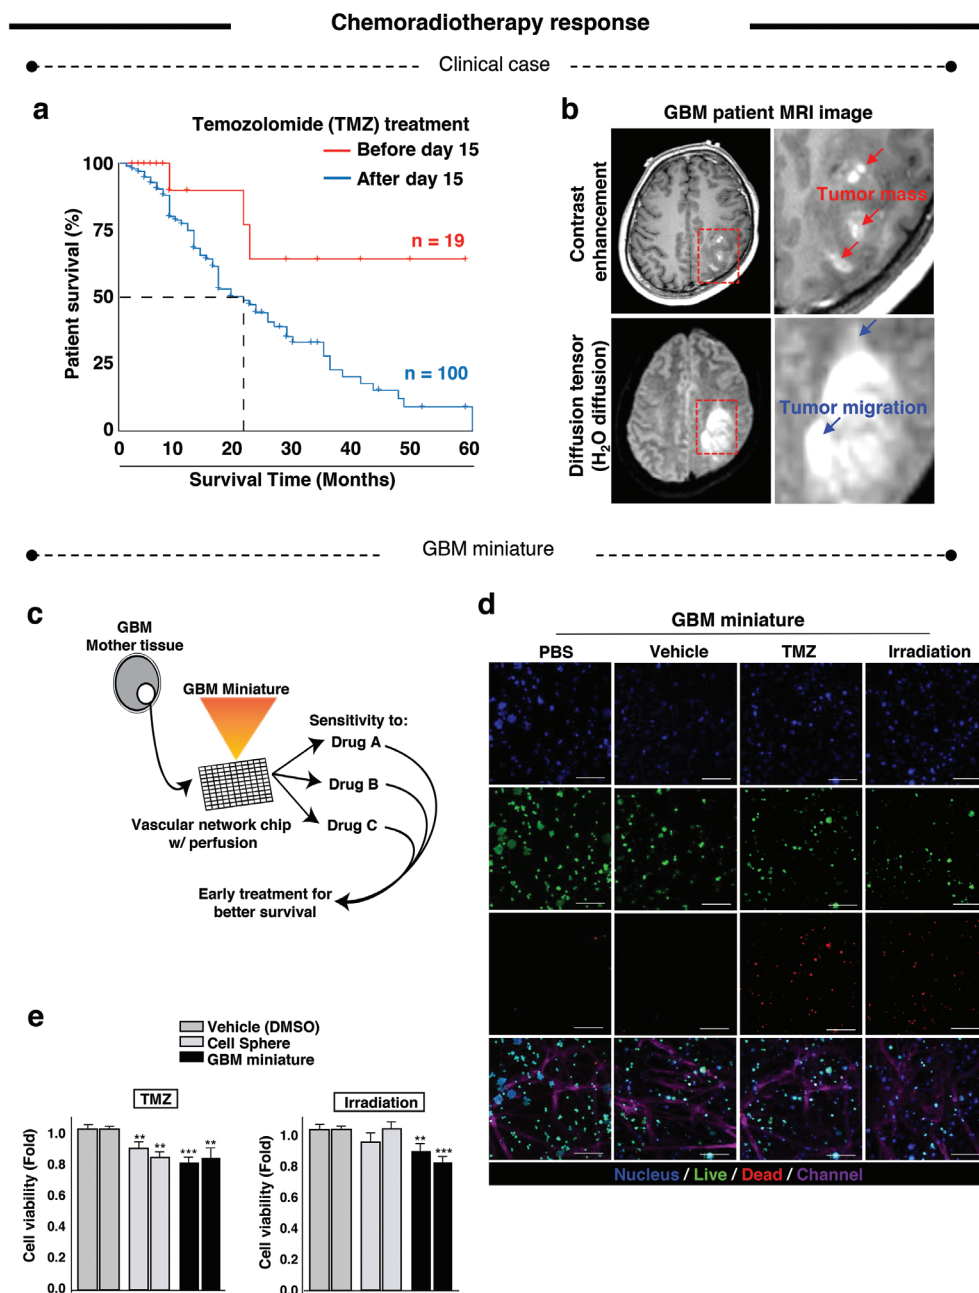 Chemoradiotherapy response
Clinical case
a
Temozolomide (TMZ) treatment
Before day 15
After day 15
100
75
50
25
0
Patient survival (%)
n = 19
n = 100
0
10
20
30
40
50
60
Survival Time (Months)
b
GBM patient MRI image
Contrast
enhancement
Tumor mass
Diffusion tensor
(H2O diffusion)
Tumor migration
GBM miniature
c
GBM
Mother tissue
GBM Miniature
Sensitivity to:
Drug A
Drug B
Drug C
Vascular network chip
w/ perfusion
Early treatment for
better survival
d
GBM miniature
PBS
Vehicle
TMZ
Irradiation
Nucleus / Live / Dead / Channel
e
Vehicle (DMSO)
Cell Sphere
GBM miniature
TMZ
Cell viability (Fold)
1.0
0.8
0.6
0.4
0.2
0.0
**
**
***
**
Irradiation
Cell viability (Fold)
1.0
0.8
0.6
0.4
0.2
0.0
**
***